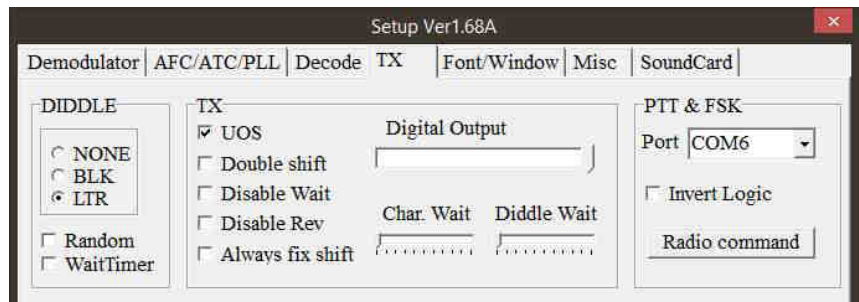 Setup Ver1.68A
Demodulator AFC/ATC/PLL Decode TX Font/Window Misc SoundCard
DIDDLE
NONE
BLK
LTR
Random
WaitTimer
TX
UOS
Double shift
Disable Wait
Disable Rev
Always fix shift
Digital Output
Char. Wait Diddle Wait
PTT & FSK
Port COM6
Invert Logic
Radio command